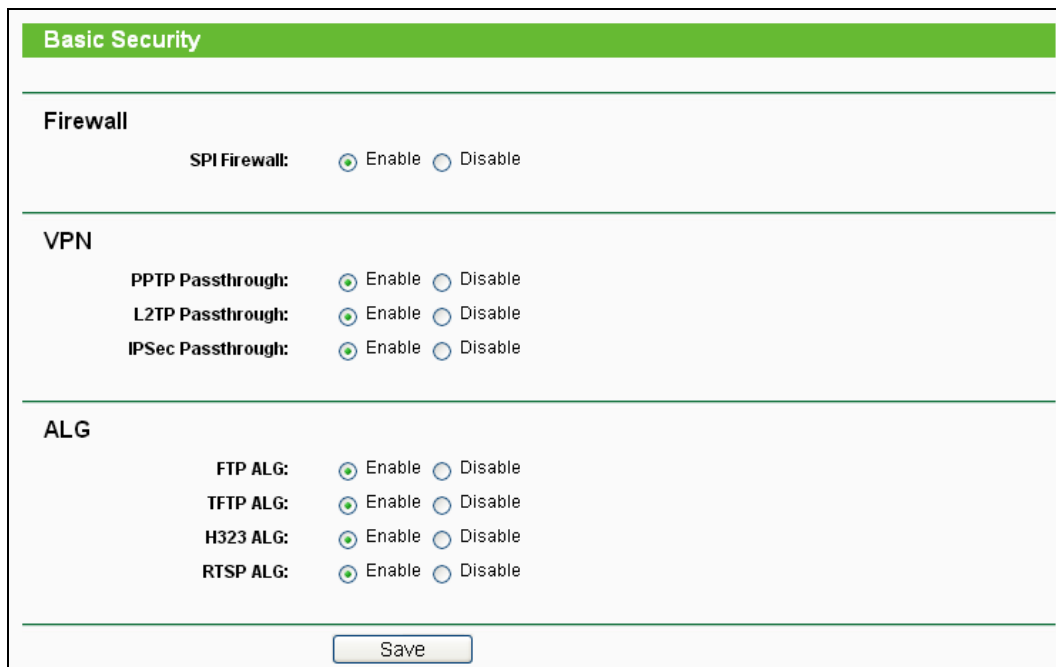 Basic Security
Firewall
SPI Firewall: Enable Disable
VPN
PPTP Passthrough: Enable Disable
L2TP Passthrough: Enable Disable
IPSec Passthrough: Enable Disable
ALG
FTP ALG: Enable Disable
TFTP ALG: Enable Disable
H323 ALG: Enable Disable
RTSP ALG: Enable Disable
Save